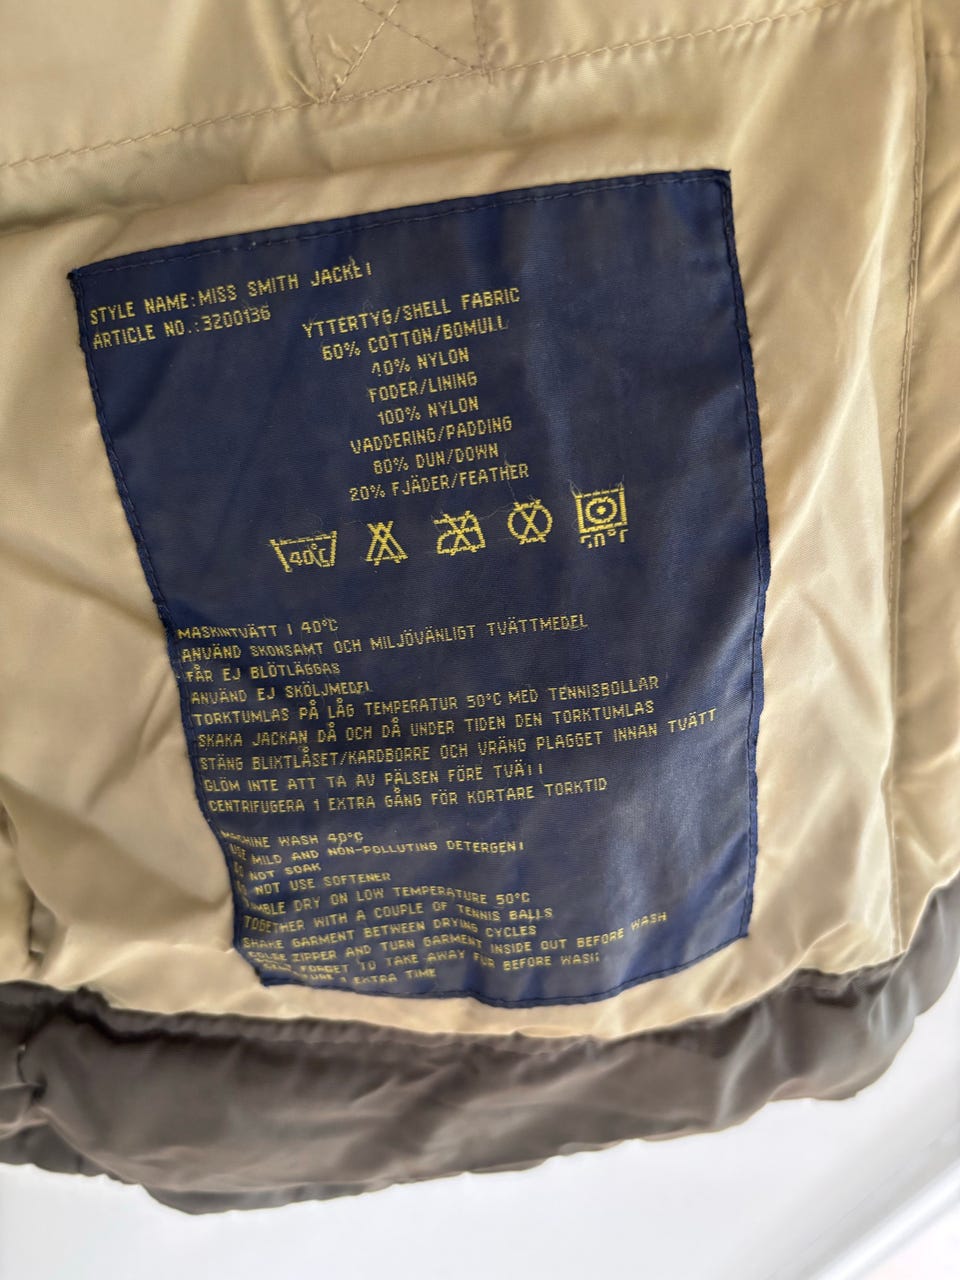 STYLE NAME: MISS SMITH JACKET
ARTICLE NO.: 3200136
YTTERTYG/SHELL FABRIC
60% COTTON/BOMULL
40% NYLON
FODER/LINING
100% NYLON
VADDERING/PADDING
80% DUN/DOWN
20% FJÄDER/FEATHER
40°C
50°C
MASKINTVÄTT I 40°C
ANVÄND SKONSAMT OCH MILJÖVÄNLIGT TVÄTTMEDEL
FÅR EJ BLÖTLÄGGAS
ANVÄND EJ SKÖLJMEDEL
TORKTUMLAS PÅ LÅG TEMPERATUR 50°C MED TENNISBOLLAR
SKAKA JACKAN DÅ OCH DÅ UNDER TIDEN DEN TORKTUMLAS
STÄNG BLIXTLÅSET/KARDBORRE OCH VRÄNG PLAGGET INNAN TVÄTT
GLÖM INTE ATT TA AV PÄLSEN FÖRE TVÄTT
CENTRIFUGERA 1 EXTRA GÅNG FÖR KORTARE TORKTID
MACHINE WASH 40°C
USE MILD AND NON-POLLUTING DETERGENT
DO NOT SOAK
DO NOT USE SOFTENER
TUMBLE DRY ON LOW TEMPERATURE 50°C
TOGETHER WITH A COUPLE OF TENNIS BALLS
SHAKE GARMENT BETWEEN DRYING CYCLES
CLOSE ZIPPER AND TURN GARMENT INSIDE OUT BEFORE WASH
DON'T FORGET TO TAKE AWAY FUR BEFORE WASH
1 EXTRA TIME